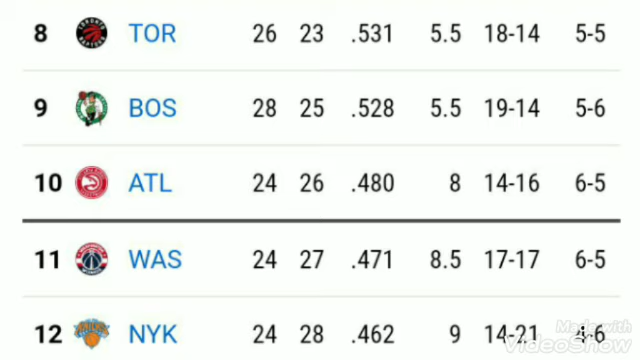 8 TOR 26 23 .531 5.5 18-14 5-5
9 BOS 28 25 .528 5.5 19-14 5-6
10 ATL 24 26 .480 8 14-16 6-5
11 WAS 24 27 .471 8.5 17-17 6-5
12 NYK 24 28 .462 9 14-21 4-6
Made with
VideoShow